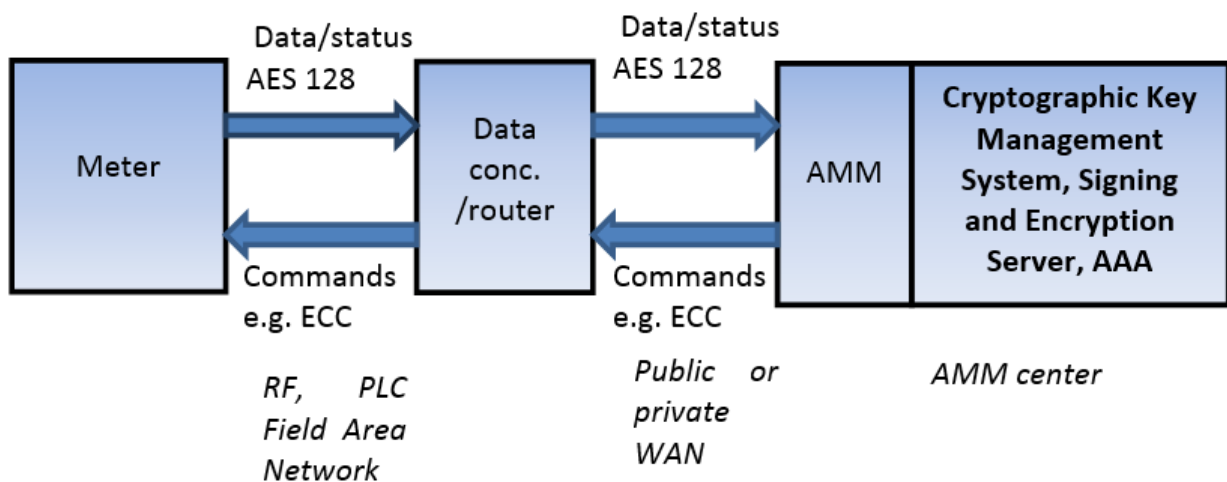 Data/status
AES 128
Data/status
AES 128
Meter
Data
conc.
/router
AMM
Cryptographic Key
Management
System, Signing
and Encryption
Server, AAA
Commands
e.g. ECC
Commands
e.g. ECC
RF, PLC
Field Area
Network
Public or
private
WAN
AMM center